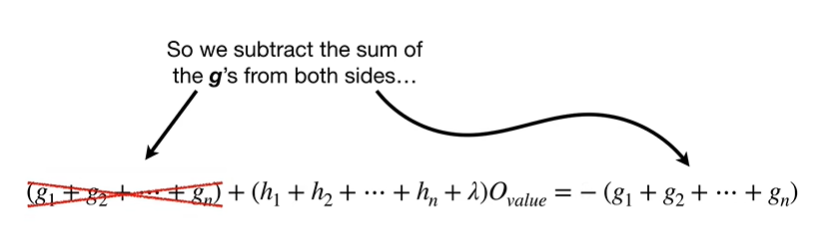 So we subtract the sum of
the g's from both sides…
(g₁ + g₂ + ⋯ + gₙ) + (h₁ + h₂ + ⋯ + hₙ + λ)O_value = − (g₁ + g₂ + ⋯ + gₙ)